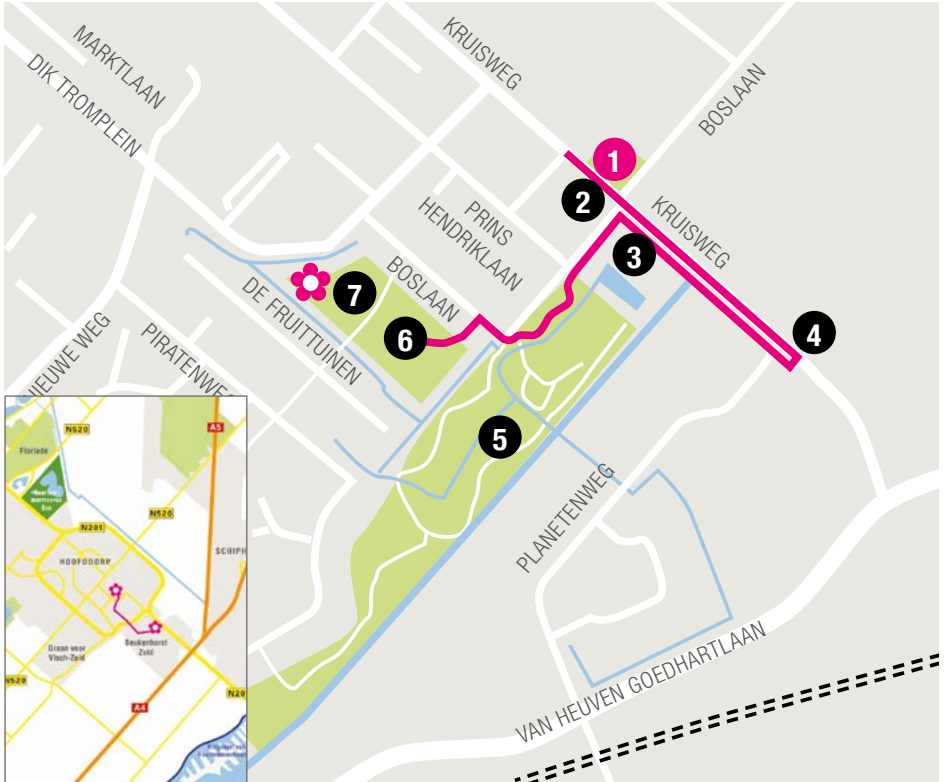 MARKTLAAN
DIK TROMPLEIN
KRUISWEG
BOSLAAN
1
2
PRINS
HENDRIKLAAN
KRUISWEG
3
BOSLAAN
7
6
4
DE FRUITTUINEN
PIRATENWEG
NIEUWE WEG
5
PLANETENWEG
VAN HEUVEN GOEDHARTLAAN
N520
A5
Floriade
Bos
N520
N201
HOOFDDORP
SCHIPH
Graan voor
Visch-Zuid
Beukenhorst
Zuid
N520
A4
N20